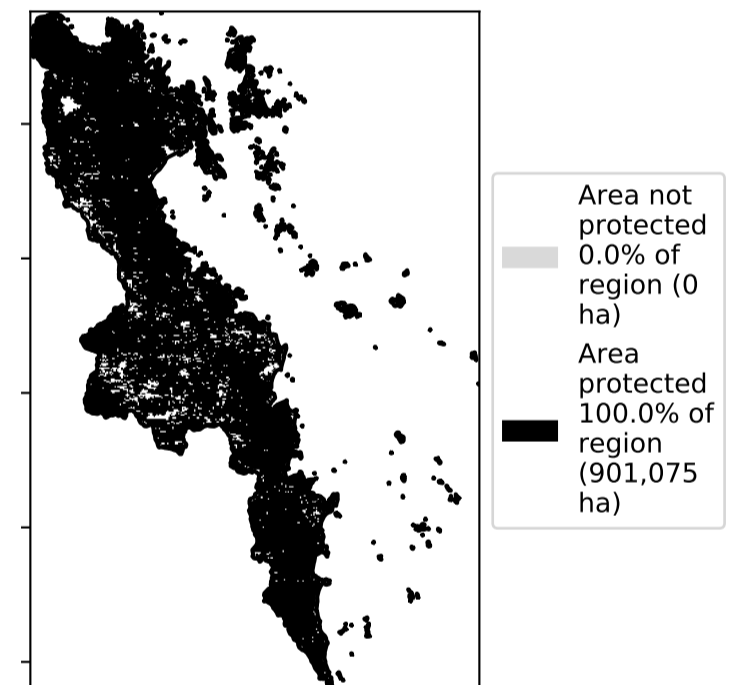 Area not
protected
0.0% of
region (0
ha)
Area
protected
100.0% of
region
(901,075
ha)